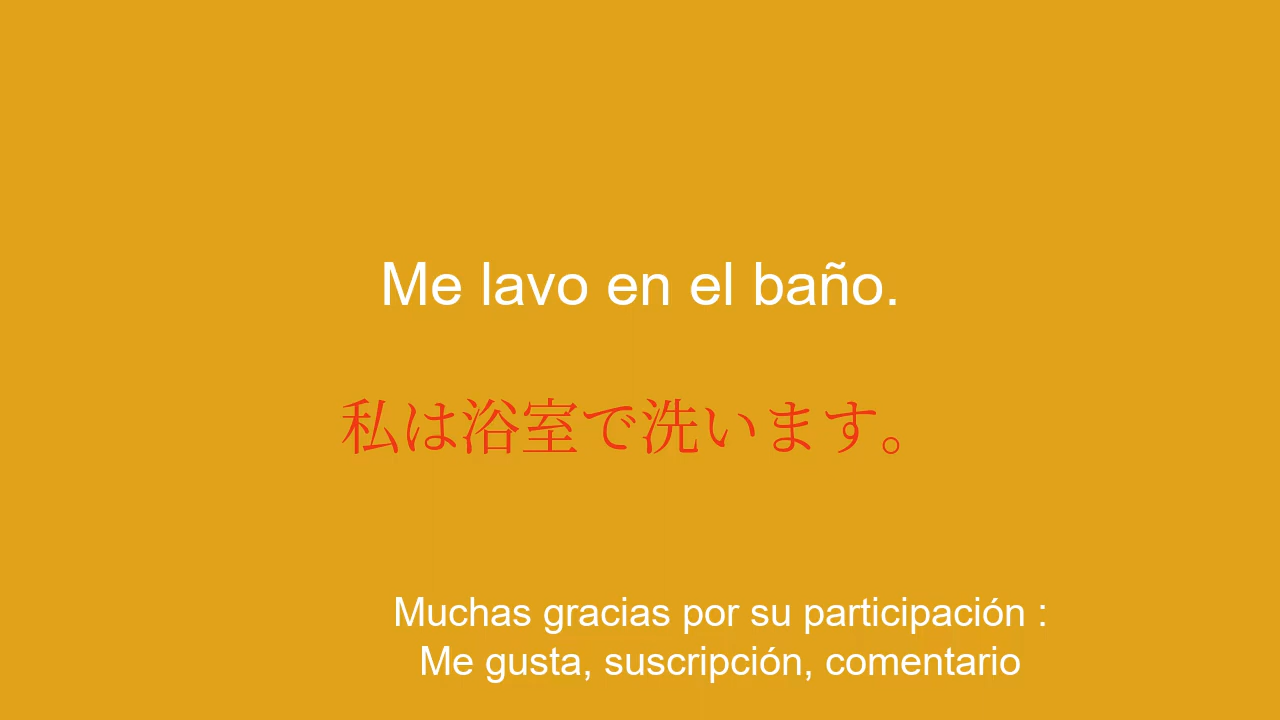 Me lavo en el baño.
私は浴室で洗います。
Muchas gracias por su participación :
Me gusta, suscripción, comentario